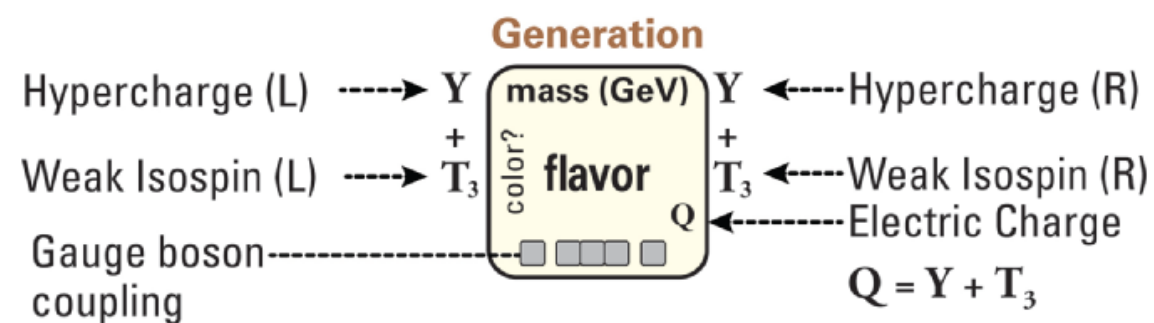 Generation
Hypercharge (L) Y mass (GeV) Y Hypercharge (R)
+ +
Weak Isospin (L) T₃ color? flavor T₃ Weak Isospin (R)
Q Electric Charge
Gauge boson
coupling
Q = Y + T₃